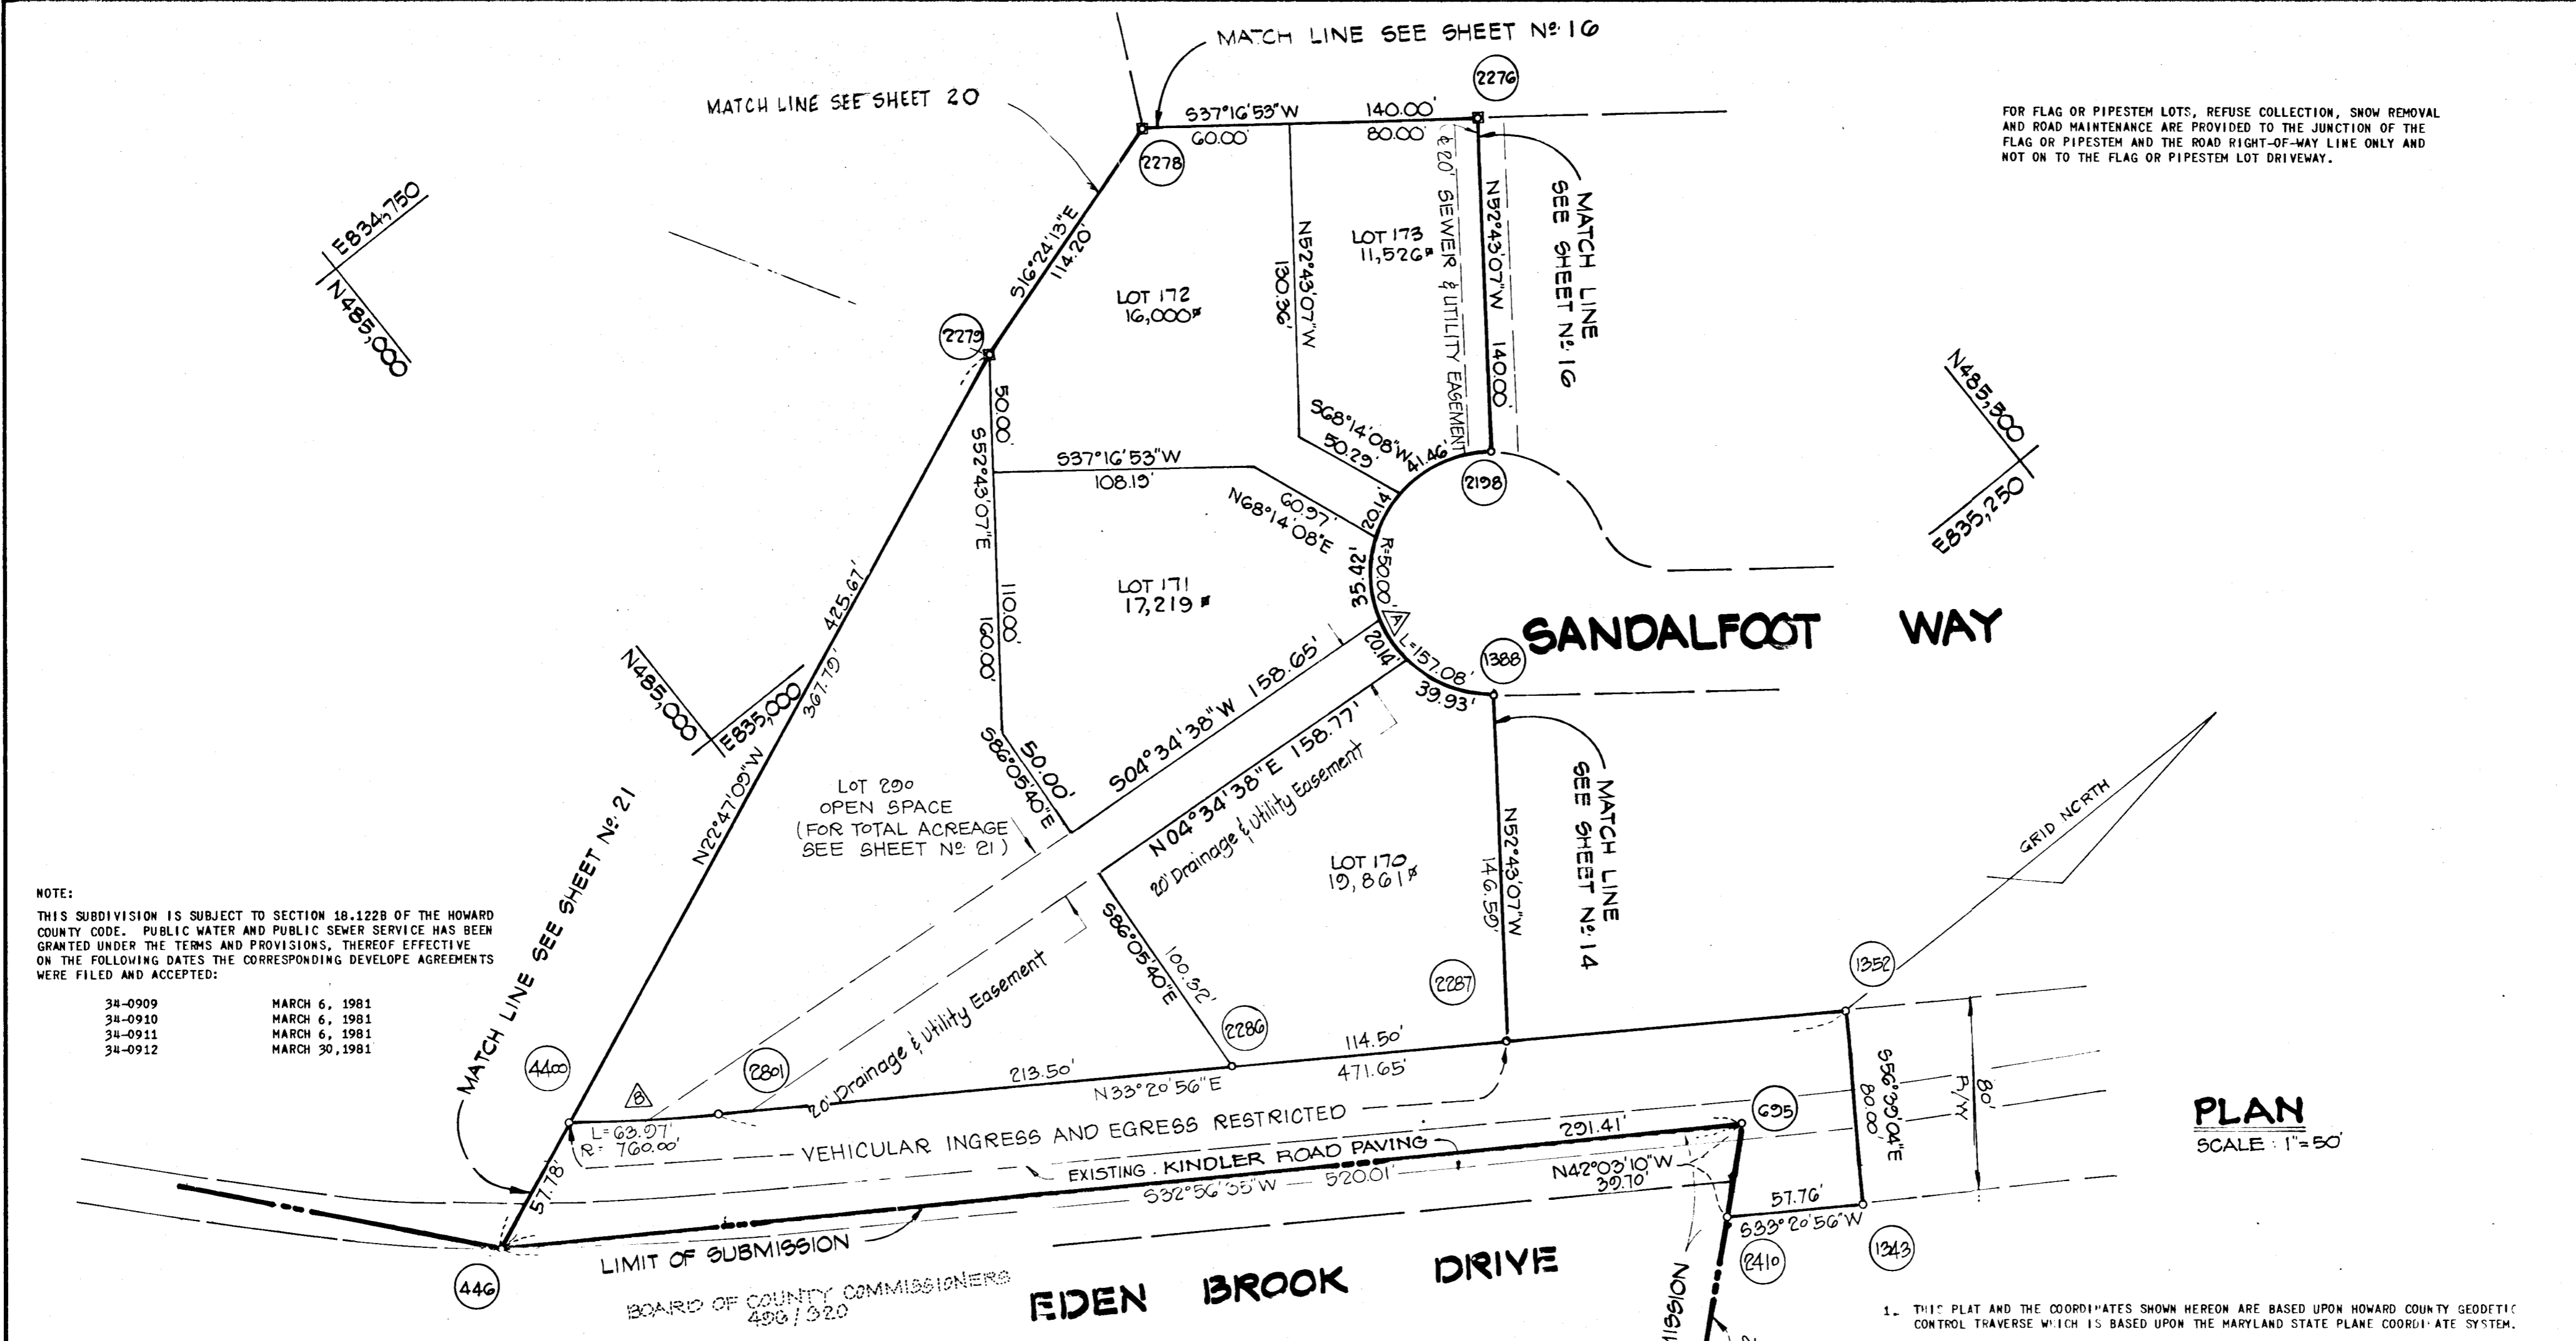 MATCH LINE SEE SHEET Nº 16
2276
MATCH LINE SEE SHEET 20
S37°16'53"W 140.00'
60.00' 80.00'
2278
FOR FLAG OR PIPESTEM LOTS, REFUSE COLLECTION, SNOW REMOVAL
AND ROAD MAINTENANCE ARE PROVIDED TO THE JUNCTION OF THE
FLAG OR PIPESTEM AND THE ROAD RIGHT-OF-WAY LINE ONLY AND
NOT ON TO THE FLAG OR PIPESTEM LOT DRIVEWAY.
E834,750
N485,000
S16°24'13"E
114.20'
LOT 172
16,000
N52°43'07"W
130.36'
LOT 173
11,526
℄ 20' SEWER & UTILITY EASEMENT
N52°43'07"W 140.00'
MATCH LINE
SEE SHEET Nº 16
2279
50.00'
S52°43'07"E
110.00'
160.00'
S37°16'53"W
108.19'
S68°14'08"W
50.29'
41.46'
2198
60.97'
N68°14'08"E
20.14'
35.42'
R=50.00'
A
L=157.08'
20.14'
39.93'
1388
N485,500
E835,250
LOT 171
17,219
SANDALFOOT WAY
425.67'
367.79'
N22°47'09"W
N485,000
E835,000
S86°05'40"E
50.00'
S04°34'38"W 158.65'
N04°34'38"E 158.77'
20' Drainage & Utility Easement
LOT 290
OPEN SPACE
(FOR TOTAL ACREAGE
SEE SHEET Nº 21)
MATCH LINE SEE SHEET Nº 21
LOT 170
19,861
N52°43'07"W
146.59'
MATCH LINE
SEE SHEET Nº 14
GRID NORTH
NOTE:
THIS SUBDIVISION IS SUBJECT TO SECTION 18.122B OF THE HOWARD
COUNTY CODE. PUBLIC WATER AND PUBLIC SEWER SERVICE HAS BEEN
GRANTED UNDER THE TERMS AND PROVISIONS, THEREOF EFFECTIVE
ON THE FOLLOWING DATES THE CORRESPONDING DEVELOPE AGREEMENTS
WERE FILED AND ACCEPTED:
34-0909 MARCH 6, 1981
34-0910 MARCH 6, 1981
34-0911 MARCH 6, 1981
34-0912 MARCH 30,1981
S86°05'40"E
100.32'
20' Drainage & Utility Easement
2287
1352
2286
4400
B
2801
213.50'
N33°20'56"E
114.50'
471.65'
L=63.97'
R=760.00'
VEHICULAR INGRESS AND EGRESS RESTRICTED
EXISTING KINDLER ROAD PAVING
291.41'
695
S56°39'04"E
80.00'
80'
R/W
PLAN
SCALE : 1"=50'
57.78'
S32°56'35"W 520.01'
N42°03'10"W
39.70'
57.76'
S33°20'56"W
LIMIT OF SUBMISSION
446
2410
1343
BOARD OF COUNTY COMMISSIONERS
490/320
EDEN BROOK DRIVE
MISSION
1. THIS PLAT AND THE COORDINATES SHOWN HEREON ARE BASED UPON HOWARD COUNTY GEODETIC
CONTROL TRAVERSE WHICH IS BASED UPON THE MARYLAND STATE PLANE COORDINATE SYSTEM.